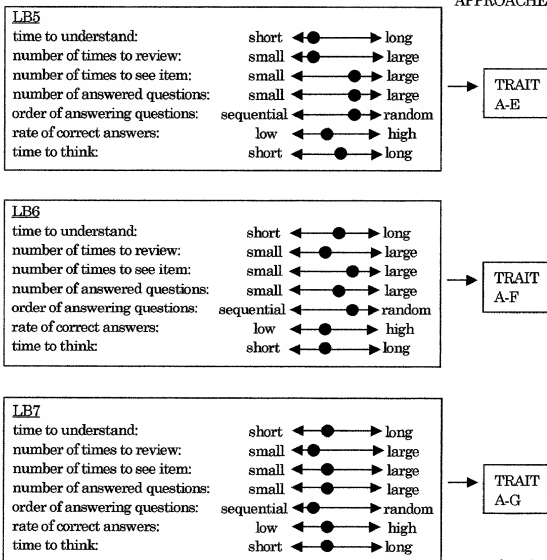 APPROACHE
LB5
time to understand: short long
number of times to review: small large
number of times to see item: small large
number of answered questions: small large
order of answering questions: sequential random
rate of correct answers: low high
time to think: short long
TRAIT
A-E
LB6
time to understand: short long
number of times to review: small large
number of times to see item: small large
number of answered questions: small large
order of answering questions: sequential random
rate of correct answers: low high
time to think: short long
TRAIT
A-F
LB7
time to understand: short long
number of times to review: small large
number of times to see item: small large
number of answered questions: small large
order of answering questions: sequential random
rate of correct answers: low high
time to think: short long
TRAIT
A-G